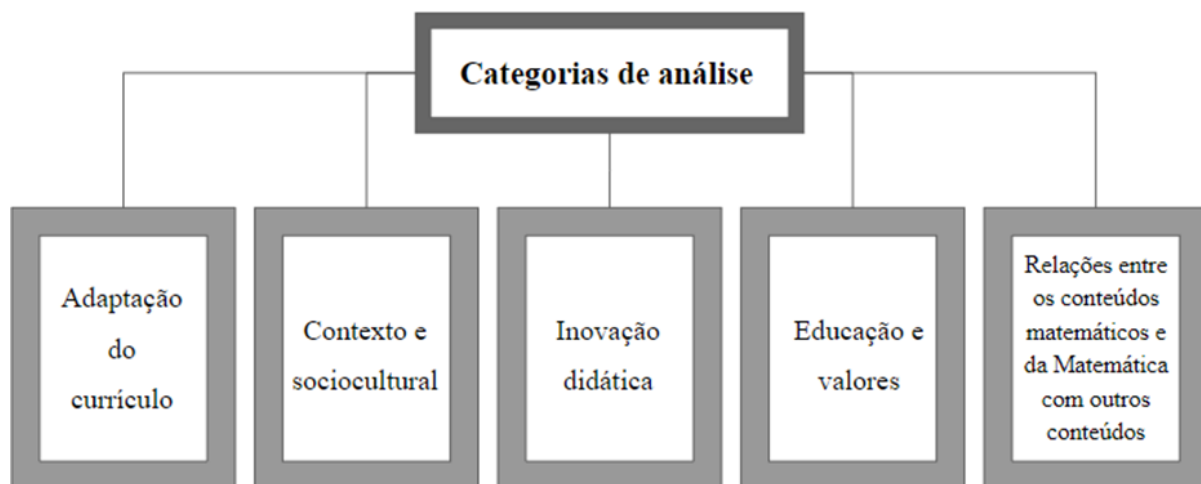 Categorias de análise
Adaptação
do
currículo
Contexto e
sociocultural
Inovação
didática
Educação e
valores
Relações entre
os conteúdos
matemáticos e
da Matemática
com outros
conteúdos